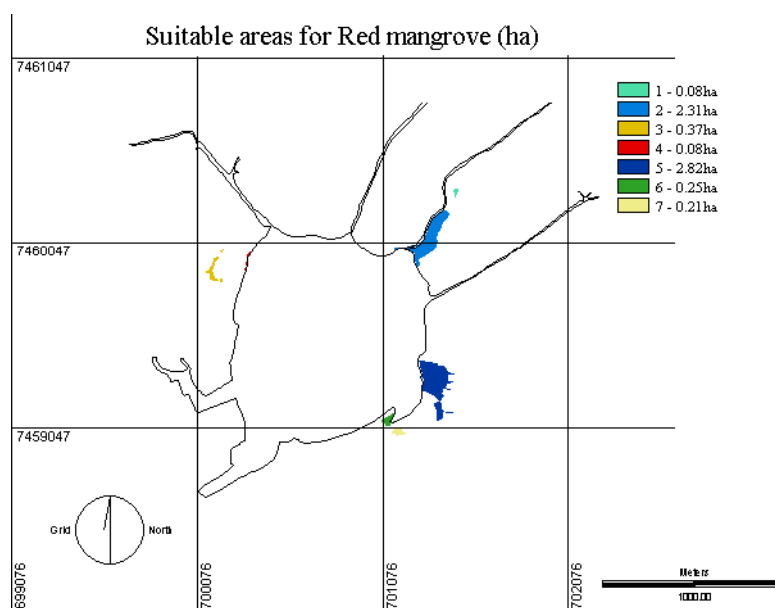 Suitable areas for Red mangrove (ha)
7461047
1 - 0.08ha
2 - 2.31ha
3 - 0.37ha
4 - 0.08ha
5 - 2.82ha
6 - 0.25ha
7 - 0.21ha
7460047
7459047
Grid
North
699076
700076
701076
702076
Meters
1000.00